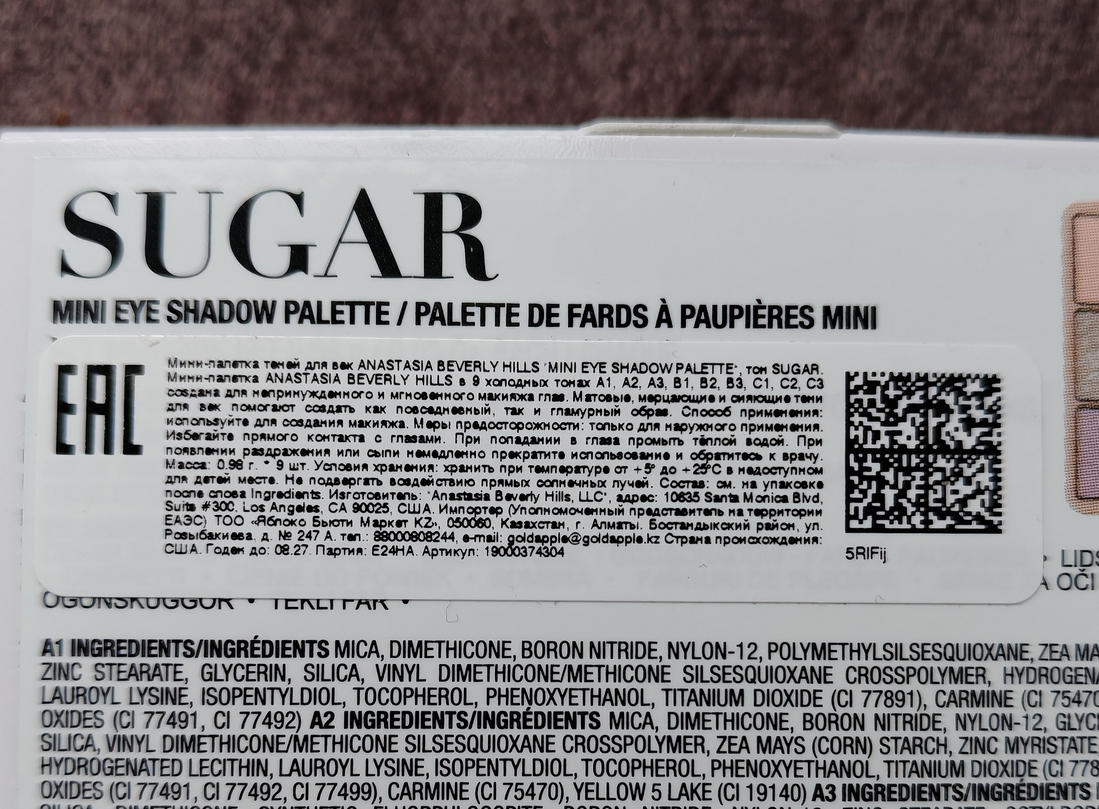 SUGAR
MINI EYE SHADOW PALETTE / PALETTE DE FARDS À PAUPIÈRES MINI
EAC
Мини-палетка теней для век ANASTASIA BEVERLY HILLS "MINI EYE SHADOW PALETTE", тон SUGAR.
Мини-палетка ANASTASIA BEVERLY HILLS в 9 холодных тонах A1, A2, A3, B1, B2, B3, C1, C2, C3
создана для непринужденного и мгновенного макияжа глаз. Матовые, мерцающие и сияющие тени
для век помогают создать как повседневный, так и гламурный образ. Способ применения:
используйте для создания макияжа. Меры предосторожности: только для наружного применения.
Избегайте прямого контакта с глазами. При попадании в глаза промыть тёплой водой. При
появлении раздражения или сыпи немедленно прекратите использование и обратитесь к врачу.
Масса: 0.98 г. * 9 шт. Условия хранения: хранить при температуре от +5° до +25°C в недоступном
для детей месте. Не подвергать воздействию прямых солнечных лучей. Состав: см. на упаковке
после слова Ingredients. Изготовитель: "Anastasia Beverly Hills, LLC", адрес: 10635 Santa Monica Blvd,
Suite #300, Los Angeles, CA 90025, США. Импортер (Уполномоченный представитель на территории
ЕАЭС) ТОО «Яблоко Бьюти Маркет KZ», 050060, Казахстан, г. Алматы. Бостандыкский район, ул.
Розыбакиева, д. № 247 А. тел.: 88000808244, e-mail: goldapple@goldapple.kz Страна происхождения:
США. Годен до: 08.27. Партия: E24HA. Артикул: 19000374304
5RIFij
LIDS
OČI
ÖGONSKUGGOR •
A1 INGREDIENTS/INGRÉDIENTS MICA, DIMETHICONE, BORON NITRIDE, NYLON-12, POLYMETHYLSILSESQUIOXANE, ZEA MA
ZINC STEARATE, GLYCERIN, SILICA, VINYL DIMETHICONE/METHICONE SILSESQUIOXANE CROSSPOLYMER, HYDROGENA
LAUROYL LYSINE, ISOPENTYLDIOL, TOCOPHEROL, PHENOXYETHANOL, TITANIUM DIOXIDE (CI 77891), CARMINE (CI 75470
OXIDES (CI 77491, CI 77492) A2 INGREDIENTS/INGRÉDIENTS MICA, DIMETHICONE, BORON NITRIDE, NYLON-12, GLYC
SILICA, VINYL DIMETHICONE/METHICONE SILSESQUIOXANE CROSSPOLYMER, ZEA MAYS (CORN) STARCH, ZINC MYRISTATE,
HYDROGENATED LECITHIN, LAUROYL LYSINE, ISOPENTYLDIOL, TOCOPHEROL, PHENOXYETHANOL, TITANIUM DIOXIDE (CI 778
OXIDES (CI 77491, CI 77492, CI 77499), CARMINE (CI 75470), YELLOW 5 LAKE (CI 19140) A3 INGREDIENTS/INGRÉDIENTS